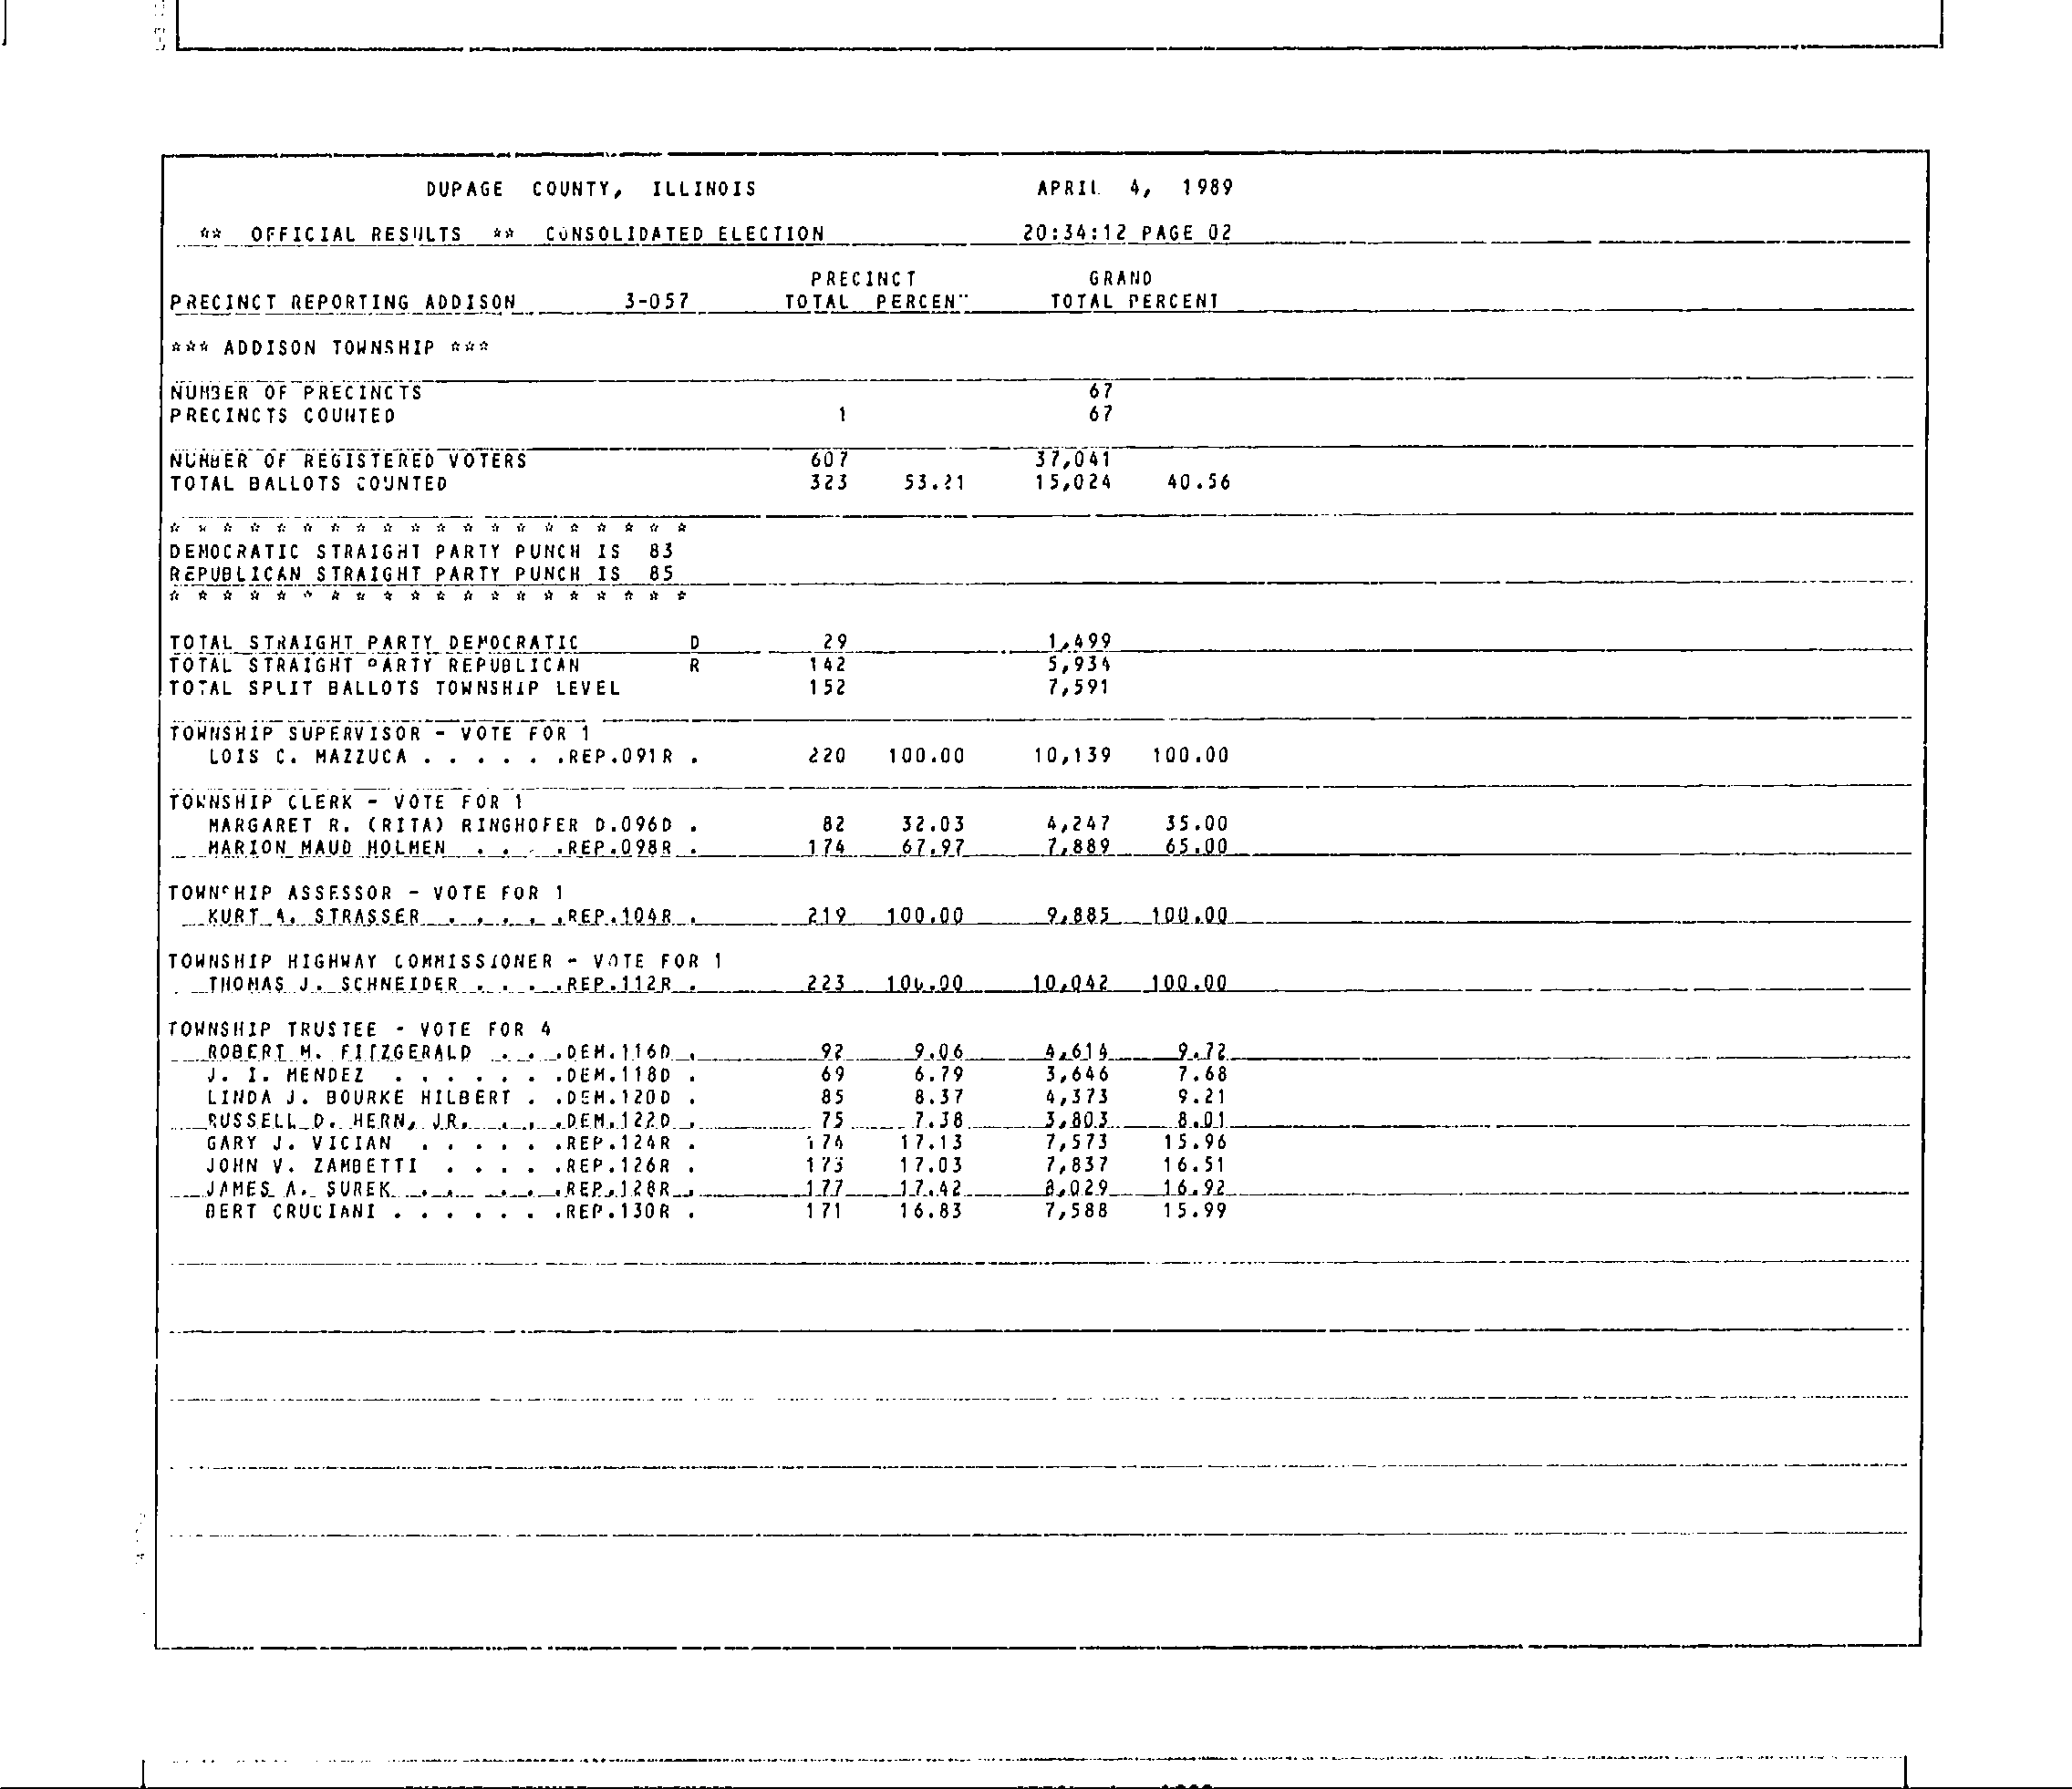 DUPAGE COUNTY, ILLINOIS APRIL 4, 1989
** OFFICIAL RESULTS ** CONSOLIDATED ELECTION 20:34:12 PAGE 02
PRECINCT GRAND
PRECINCT REPORTING ADDISON 3-057 TOTAL PERCENT TOTAL PERCENT
*** ADDISON TOWNSHIP ***
NUMBER OF PRECINCTS 67
PRECINCTS COUNTED 1 67
NUMBER OF REGISTERED VOTERS 607 37,041
TOTAL BALLOTS COUNTED 323 53.21 15,024 40.56
* * * * * * * * * * * * * * * * * * * *
DEMOCRATIC STRAIGHT PARTY PUNCH IS 83
REPUBLICAN STRAIGHT PARTY PUNCH IS 85
* * * * * * * * * * * * * * * * * * * *
TOTAL STRAIGHT PARTY DEMOCRATIC D 29 1,499
TOTAL STRAIGHT PARTY REPUBLICAN R 142 5,934
TOTAL SPLIT BALLOTS TOWNSHIP LEVEL 152 7,591
TOWNSHIP SUPERVISOR - VOTE FOR 1
LOIS C. MAZZUCA . . . . . .REP.091R . 220 100.00 10,139 100.00
TOWNSHIP CLERK - VOTE FOR 1
MARGARET R. (RITA) RINGHOFER D.096D . 82 32.03 4,247 35.00
MARION MAUD HOLMEN . . . .REP.098R . 174 67.97 7,889 65.00
TOWNSHIP ASSESSOR - VOTE FOR 1
KURT A. STRASSER . . . . .REP.104R . 219 100.00 9,885 100.00
TOWNSHIP HIGHWAY COMMISSIONER - VOTE FOR 1
THOMAS J. SCHNEIDER . . . .REP.112R . 223 100.00 10,042 100.00
TOWNSHIP TRUSTEE - VOTE FOR 4
ROBERT M. FITZGERALD . . .DEM.116D . 92 9.06 4,614 9.72
J. I. MENDEZ . . . . . . .DEM.118D . 69 6.79 3,646 7.68
LINDA J. BOURKE HILBERT . .DEM.120D . 85 8.37 4,373 9.21
RUSSELL D. HERN, JR. . . .DEM.122D . 75 7.38 3,803 8.01
GARY J. VICIAN . . . . . .REP.124R . 174 17.13 7,573 15.96
JOHN V. ZAMBETTI . . . . .REP.126R . 173 17.03 7,837 16.51
JAMES A. SUREK . . . . . .REP.128R . 177 17.42 8,029 16.92
BERT CRUCIANI . . . . . . .REP.130R . 171 16.83 7,588 15.99